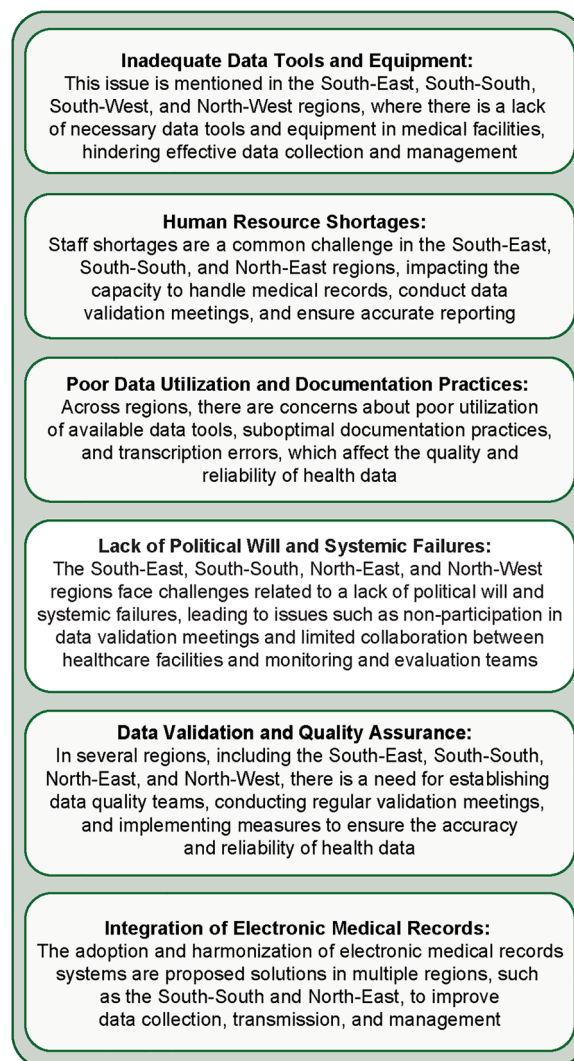 Inadequate Data Tools and Equipment:
This issue is mentioned in the South-East, South-South,
South-West, and North-West regions, where there is a lack
of necessary data tools and equipment in medical facilities,
hindering effective data collection and management
Human Resource Shortages:
Staff shortages are a common challenge in the South-East,
South-South, and North-East regions, impacting the
capacity to handle medical records, conduct data
validation meetings, and ensure accurate reporting
Poor Data Utilization and Documentation Practices:
Across regions, there are concerns about poor utilization
of available data tools, suboptimal documentation practices,
and transcription errors, which affect the quality and
reliability of health data
Lack of Political Will and Systemic Failures:
The South-East, South-South, North-East, and North-West
regions face challenges related to a lack of political will and
systemic failures, leading to issues such as non-participation in
data validation meetings and limited collaboration between
healthcare facilities and monitoring and evaluation teams
Data Validation and Quality Assurance:
In several regions, including the South-East, South-South,
North-East, and North-West, there is a need for establishing
data quality teams, conducting regular validation meetings,
and implementing measures to ensure the accuracy
and reliability of health data
Integration of Electronic Medical Records:
The adoption and harmonization of electronic medical records
systems are proposed solutions in multiple regions, such
as the South-South and North-East, to improve
data collection, transmission, and management